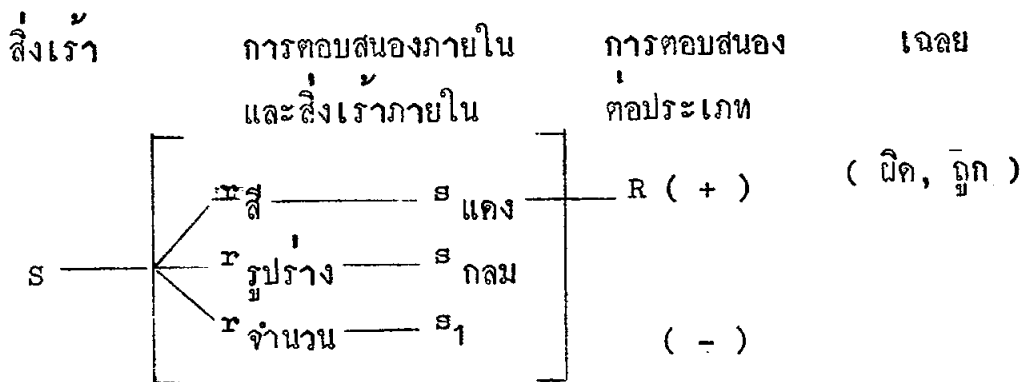 สิ่งเร้า การตอบสนองภายใน การตอบสนอง เฉลย
และสิ่งเร้าภายใน ต่อประเภท
r สี s แดง R ( + ) ( ผิด, ถูก )
S r รูปร่าง s กลม
r จำนวน s 1 ( - )